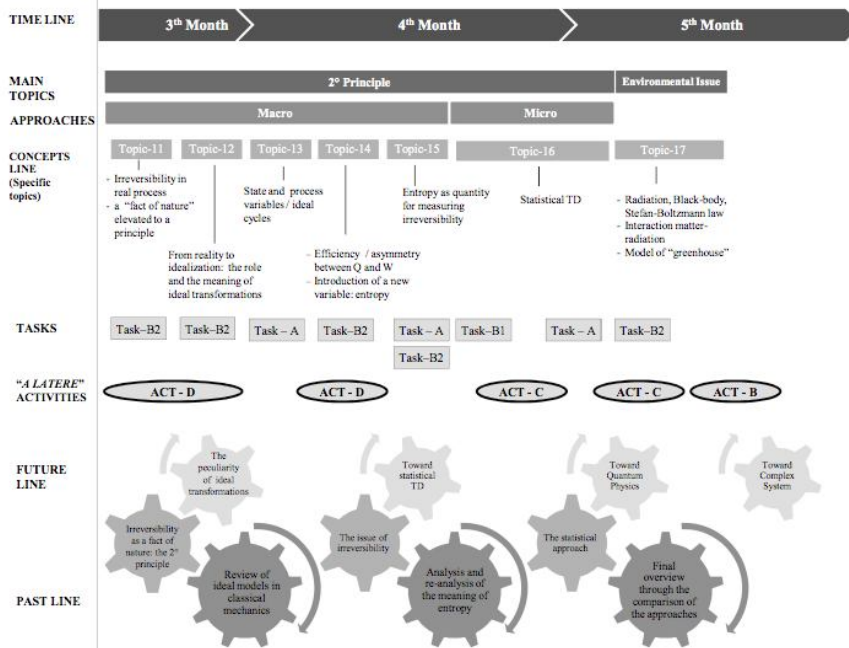 TIME LINE
3th Month
4th Month
5th Month
MAIN
TOPICS
2° Principle
Environmental Issue
APPROACHES
Macro
Micro
CONCEPTS
LINE
(Specific
topics)
Topic-11
Topic-12
Topic-13
Topic-14
Topic-15
Topic-16
Topic-17
- Irreversibility in
real process
- a "fact of nature"
elevated to a
principle
From reality to
idealization: the role
and the meaning of
ideal transformations
State and process
variables / ideal
cycles
- Efficiency / asymmetry
between Q and W
- Introduction of a new
variable: entropy
Entropy as quantity
for measuring
irreversibility
Statistical TD
- Radiation, Black-body,
Stefan-Boltzmann law
- Interaction matter-
radiation
- Model of "greenhouse"
TASKS
Task–B2
Task–B2
Task – A
Task–B2
Task – A
Task–B1
Task – A
Task–B2
Task–B2
"A LATERE"
ACTIVITIES
ACT - D
ACT - D
ACT - C
ACT - C
ACT - B
FUTURE
LINE
The
peculiarity
of ideal
transformations
Toward
statistical
TD
Toward
Quantum
Physics
Toward
Complex
System
Irreversibility
as a fact of
nature: the 2°
principle
The issue of
irreversibility
The statistical
approach
PAST LINE
Review of
ideal models in
classical
mechanics
Analysis and
re-analysis of
the meaning of
entropy
Final
overview
through the
comparison of
the approaches